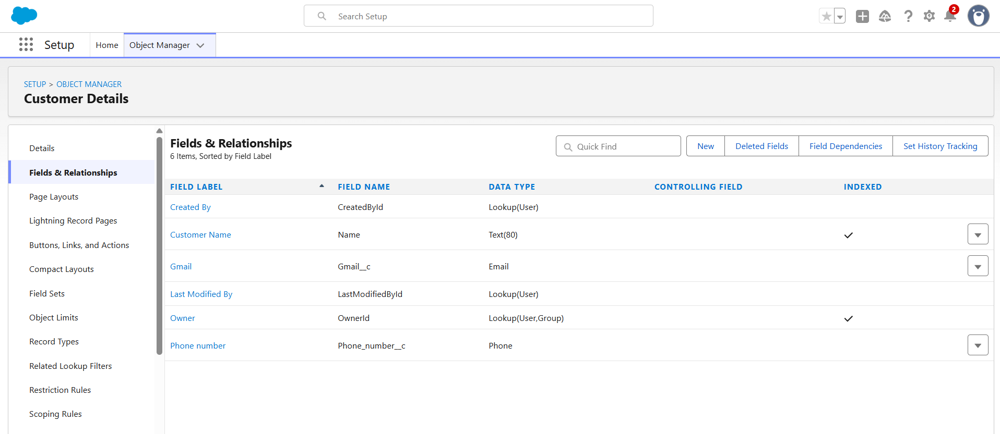 Search Setup
2
Setup
Home
Object Manager
SETUP > OBJECT MANAGER
Customer Details
Details
Fields & Relationships
Page Layouts
Lightning Record Pages
Buttons, Links, and Actions
Compact Layouts
Field Sets
Object Limits
Record Types
Related Lookup Filters
Restriction Rules
Scoping Rules
Fields & Relationships
6 Items, Sorted by Field Label
Quick Find
New
Deleted Fields
Field Dependencies
Set History Tracking
FIELD LABEL FIELD NAME DATA TYPE CONTROLLING FIELD INDEXED
Created By CreatedById Lookup(User)
Customer Name Name Text(80)
Gmail Gmail__c Email
Last Modified By LastModifiedById Lookup(User)
Owner OwnerId Lookup(User,Group)
Phone number Phone_number__c Phone